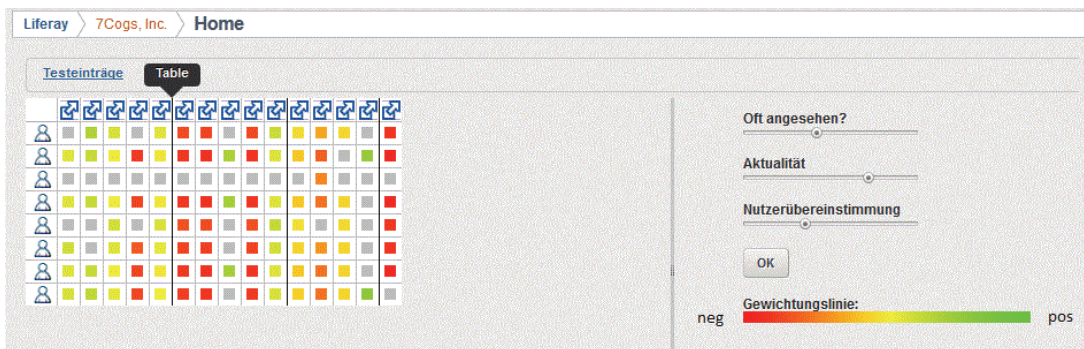 Liferay 7Cogs, Inc. Home
Testeinträge Table
Oft angesehen?
Aktualität
Nutzerübereinstimmung
OK
Gewichtungslinie:
neg pos